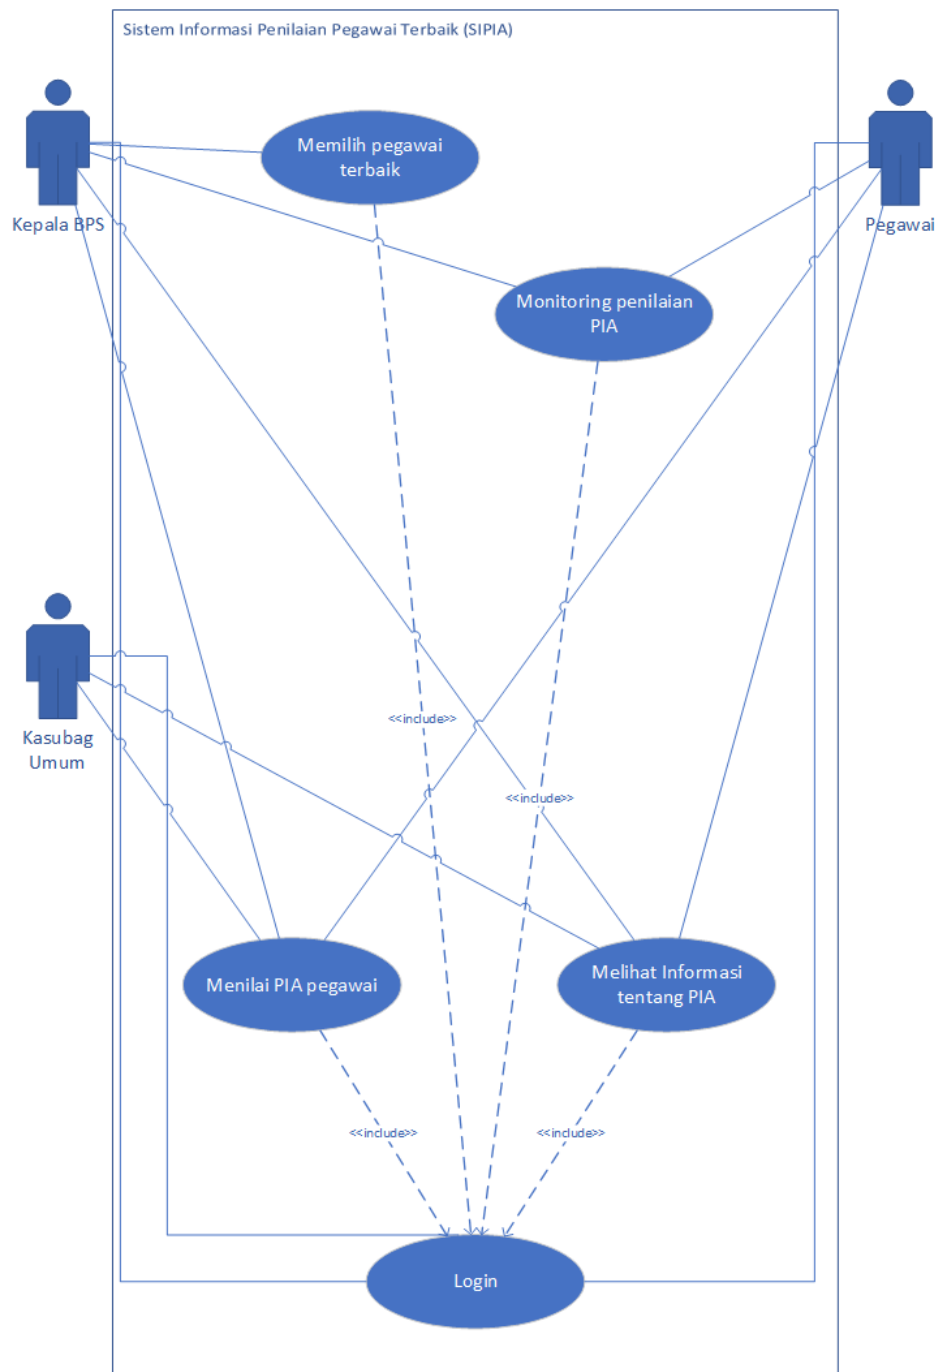 Sistem Informasi Penilaian Pegawai Terbaik (SIPIA)
Memilih pegawai
terbaik
Kepala BPS
Pegawai
Monitoring penilaian
PIA
Kasubag
Umum
<<include>>
<<include>>
Menilai PIA pegawai
Melihat Informasi
tentang PIA
<<include>>
<<include>>
Login